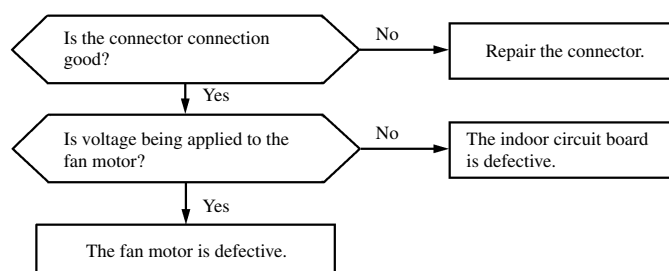 Is the connector connection
good?
No
Repair the connector.
Yes
Is voltage being applied to the
fan motor?
No
The indoor circuit board
is defective.
Yes
The fan motor is defective.